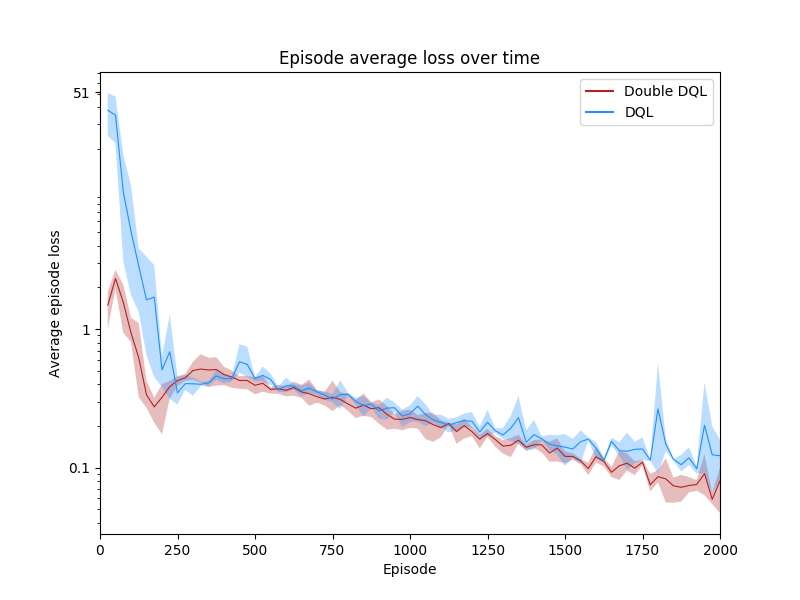 Episode average loss over time
Double DQL
DQL
51
1
0.1
Average episode loss
0
250
500
750
1000
1250
1500
1750
2000
Episode